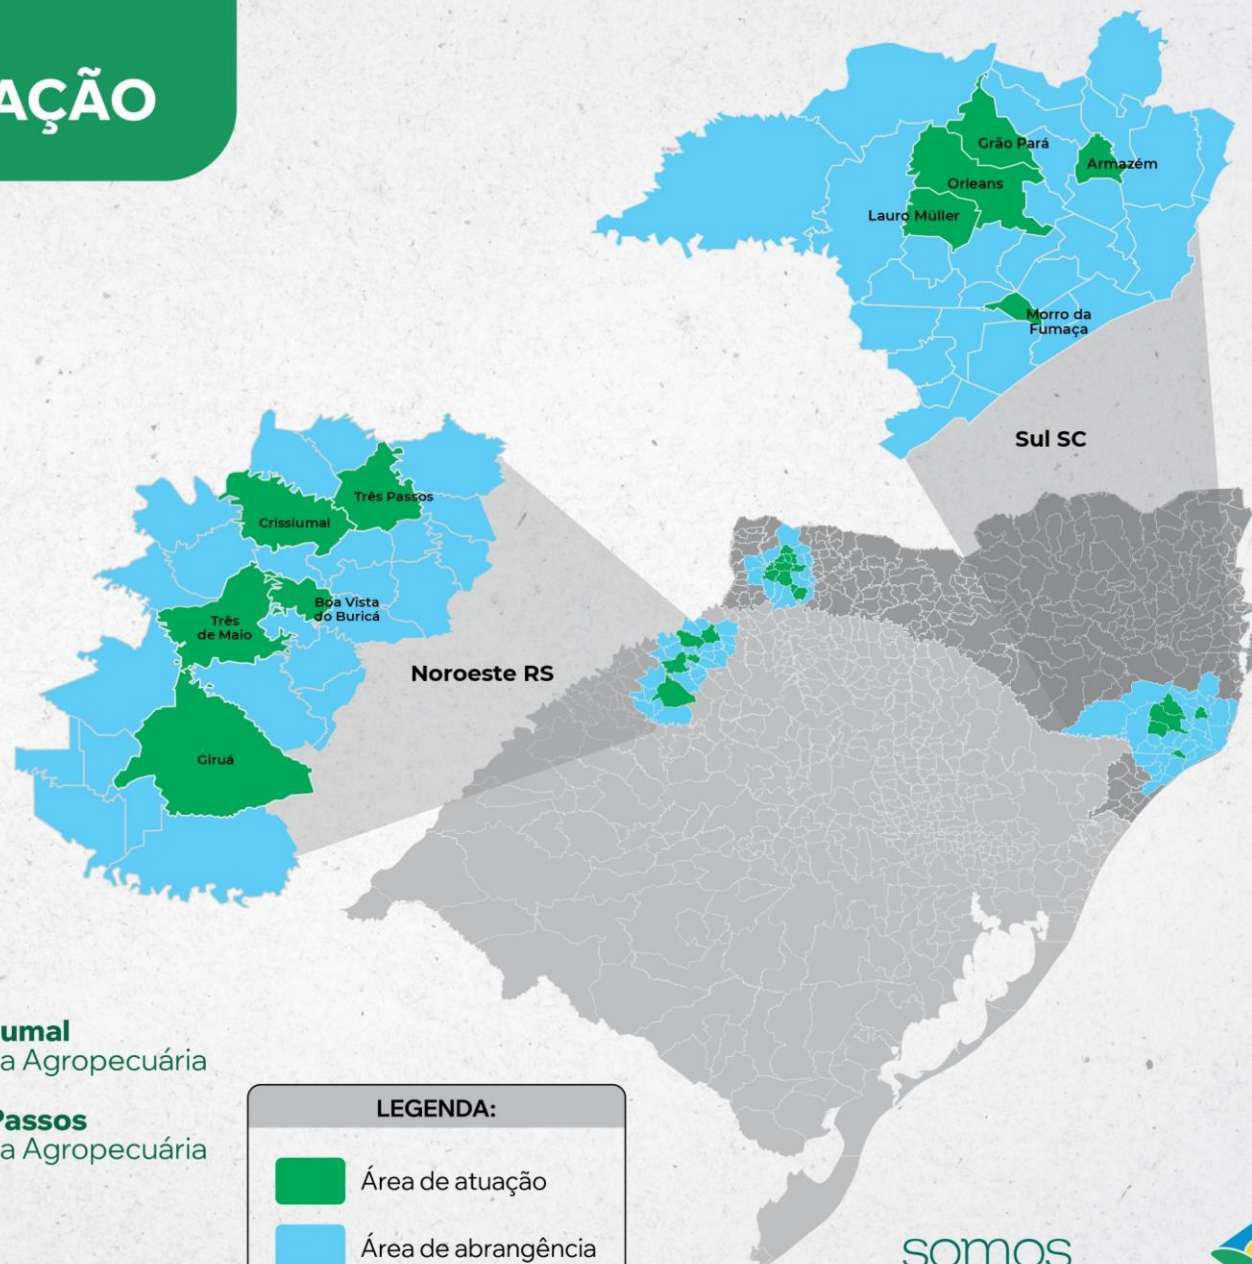 AÇÃO
Grão Pará
Armazém
Orleans
Lauro Müller
Morro da
Fumaça
Sul SC
Três Passos
Crissiumal
Boa Vista
do Buricá
Três
de Maio
Noroeste RS
Giruá
umal
a Agropecuária
Passos
a Agropecuária
LEGENDA:
Área de atuação
Área de abrangência
somos